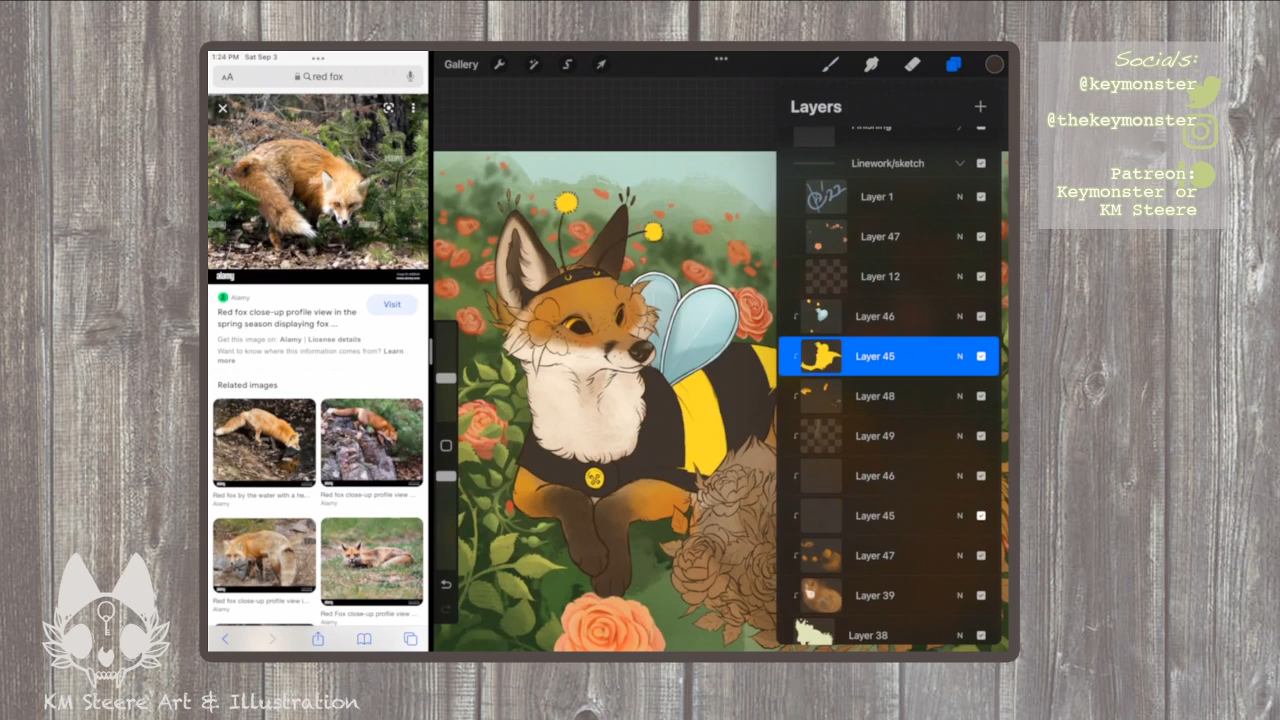 1:24 PM Sat Sep 3
AA
red fox
alamy
Alamy
Visit
Red fox close-up profile view in the
spring season displaying fox ...
Get this image on: Alamy | License details
Want to know where this information comes from? Learn
more
Related images
Red fox by the water with a he...
Alamy
Red fox close-up profile view ...
Alamy
Red fox close-up profile view i...
Alamy
Red Fox close-up profile view ...
Gallery
Layers
Finishing
Linework/sketch
Layer 1 N
Layer 47 N
Layer 12 N
Layer 46 N
Layer 45 N
Layer 48 N
Layer 49 N
Layer 46 N
Layer 45 N
Layer 47 N
Layer 39 N
Layer 38 N
Socials:
@keymonster
@thekeymonster
Patreon:
Keymonster or
KM Steere
KM Steere Art & Illustration